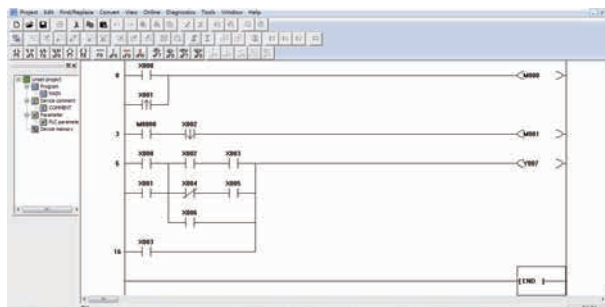 Project Edit Find/Replace Convert View Online Diagnostics Tools Window Help
unset project
Program
MAIN
Device comment
COMMENT
Parameter
PLC parameter
Device memory
X000
0
M000
X001
M0000 X002
3
M001
X000 X002 X003
6
Y007
X001 X004 X005
X006
X003
16
END